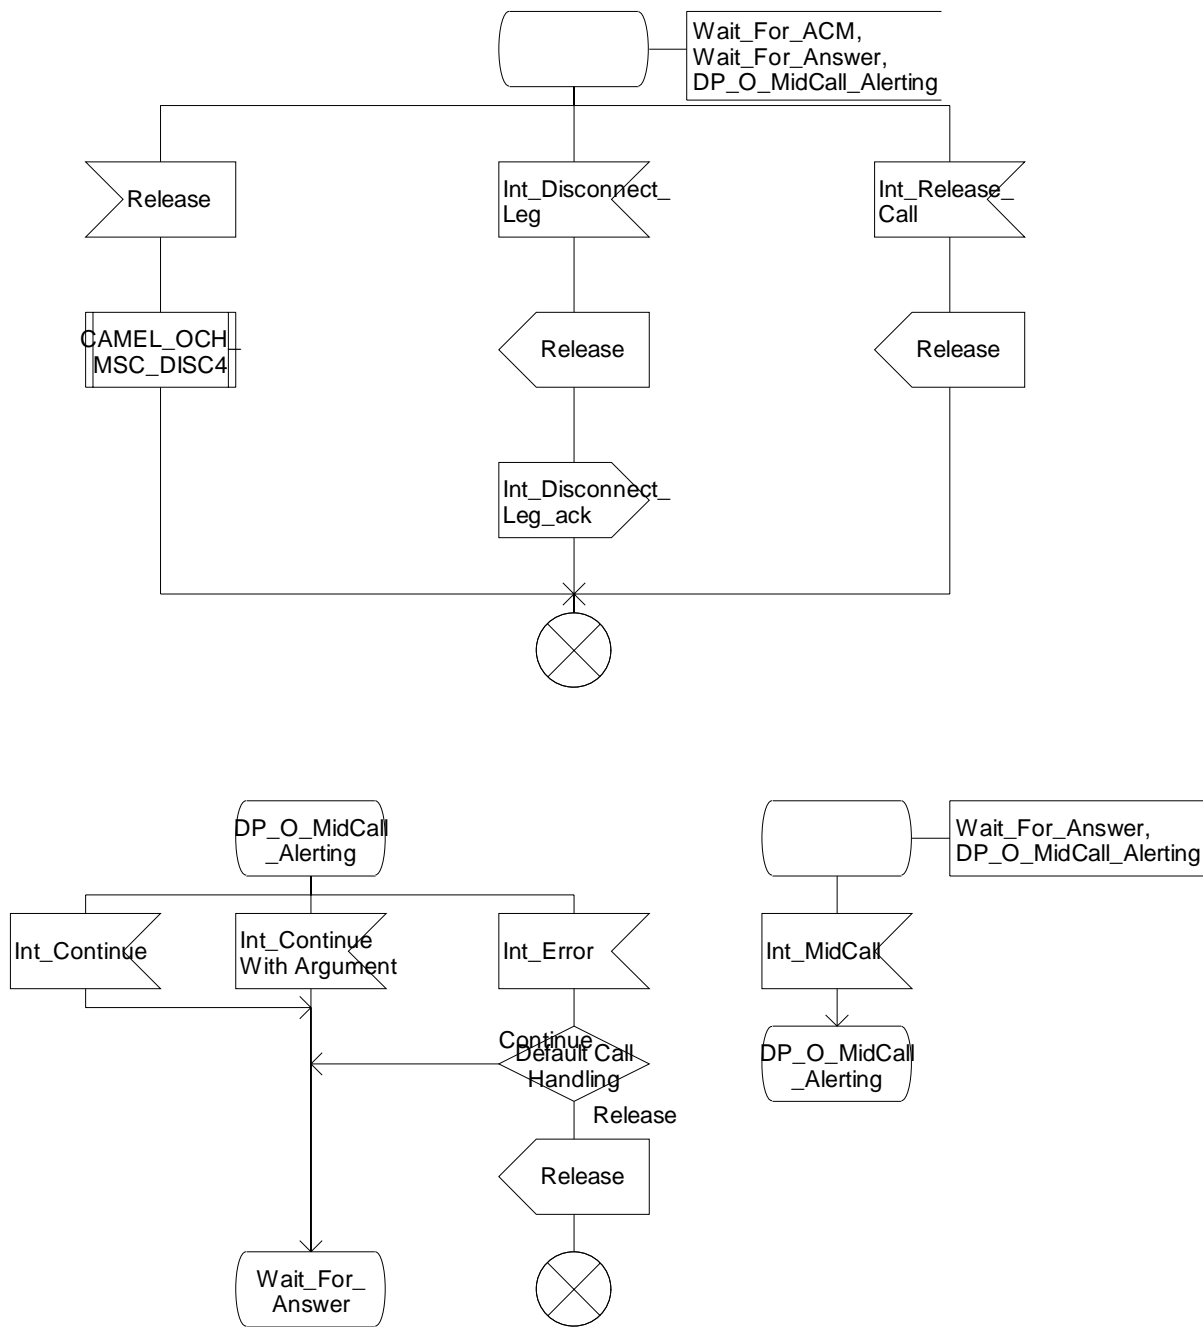 Wait_For_ACM,
Wait_For_Answer,
DP_O_MidCall_Alerting
Release
Int_Disconnect_
Leg
Int_Release_
Call
CAMEL_OCH_
MSC_DISC4
Release
Release
Int_Disconnect_
Leg_ack
DP_O_MidCall
_Alerting
Wait_For_Answer,
DP_O_MidCall_Alerting
Int_Continue
Int_Continue
With Argument
Int_Error
Int_MidCall
Continue
Default Call
Handling
DP_O_MidCall
_Alerting
Release
Release
Wait_For_
Answer